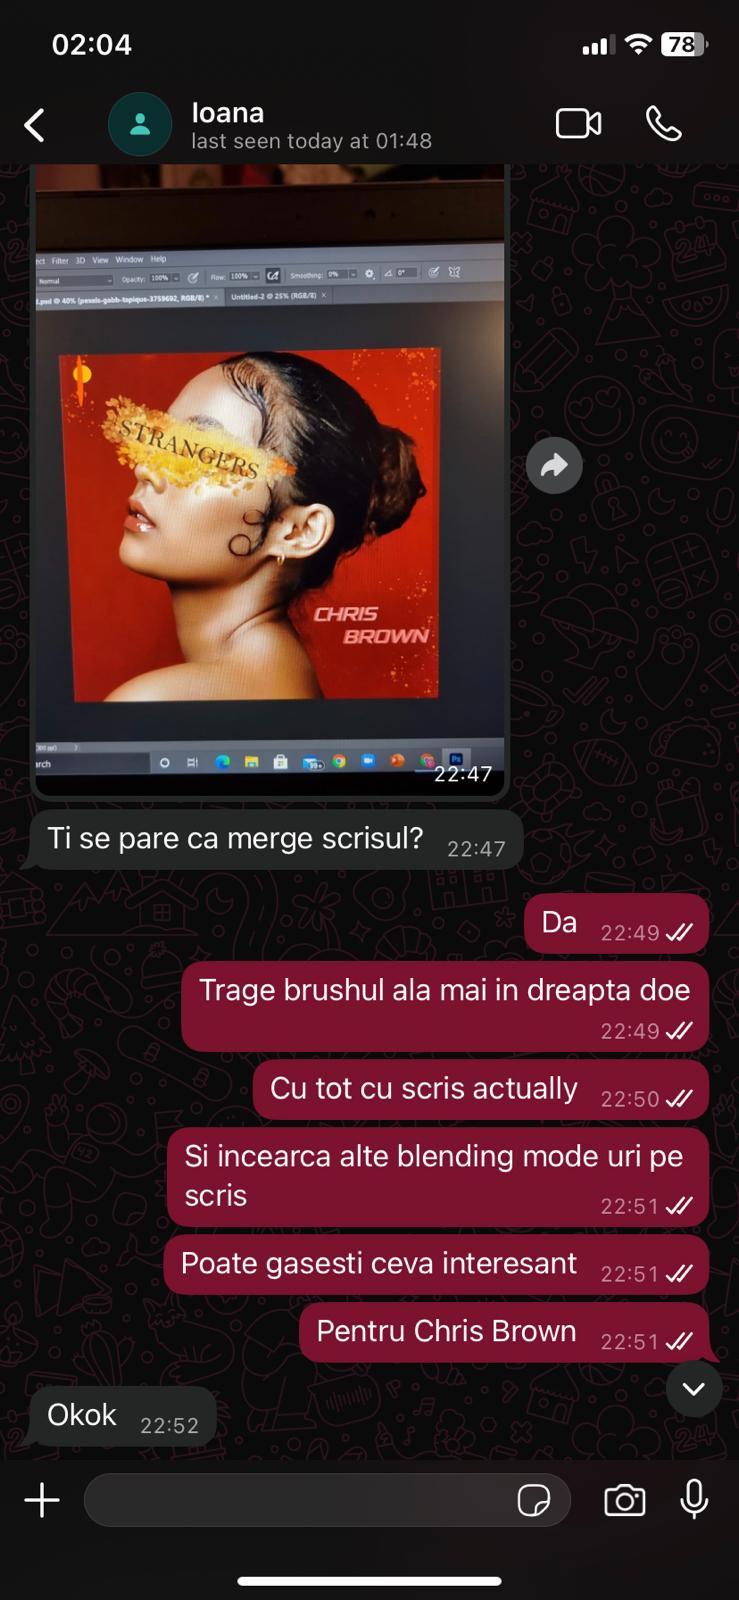 02:04
78
Ioana
last seen today at 01:48
ect Filter 3D View Window Help
Normal Opacity: 100% Flow: 100% Smoothing: 0% 0°
.psd @ 40% (pexels-gabb-tapique-3759692, RGB/8) * × Untitled-2 @ 25% (RGB/8) ×
STRANGERS
CHRIS
BROWN
arch
99+
Ps
22:47
Ti se pare ca merge scrisul? 22:47
Da 22:49
Trage brushul ala mai in dreapta doe
22:49
Cu tot cu scris actually 22:50
Si incearca alte blending mode uri pe
scris 22:51
Poate gasesti ceva interesant 22:51
Pentru Chris Brown 22:51
Okok 22:52